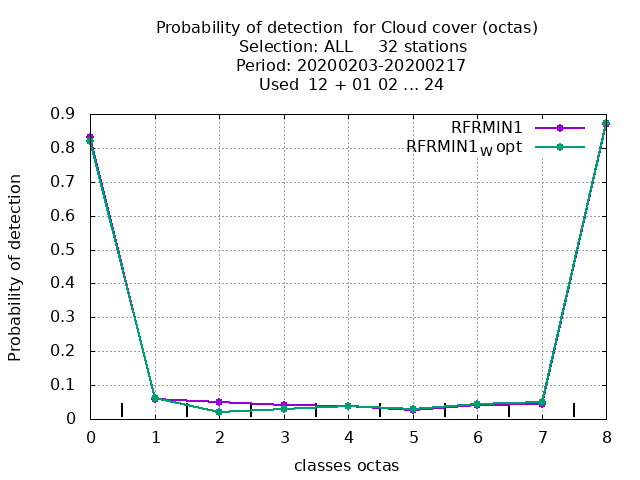 Probability of detection  for Cloud cover (octas)
Selection: ALL     32 stations
Period: 20200203-20200217
Used  12 + 01 02 ... 24
RFRMIN1
RFRMIN1W opt
0.9
0.8
0.7
0.6
0.5
0.4
0.3
0.2
0.1
0
Probability of detection
0 1 2 3 4 5 6 7 8
classes octas